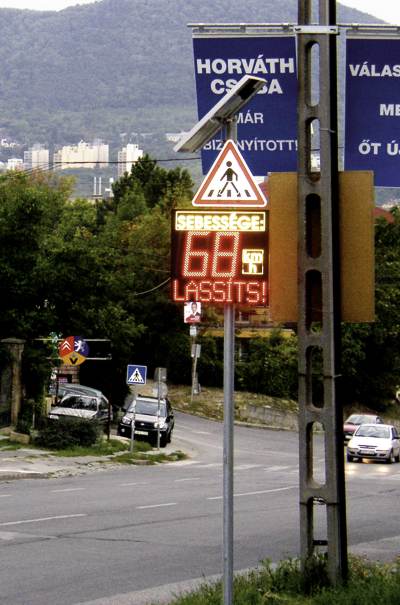 HORVÁTH
CSABA
MÁR
BIZONYÍTOTT!
VÁLAS
ME
ŐT Ú
SEBESSÉGE:
68 km
h
LASSÍTS!